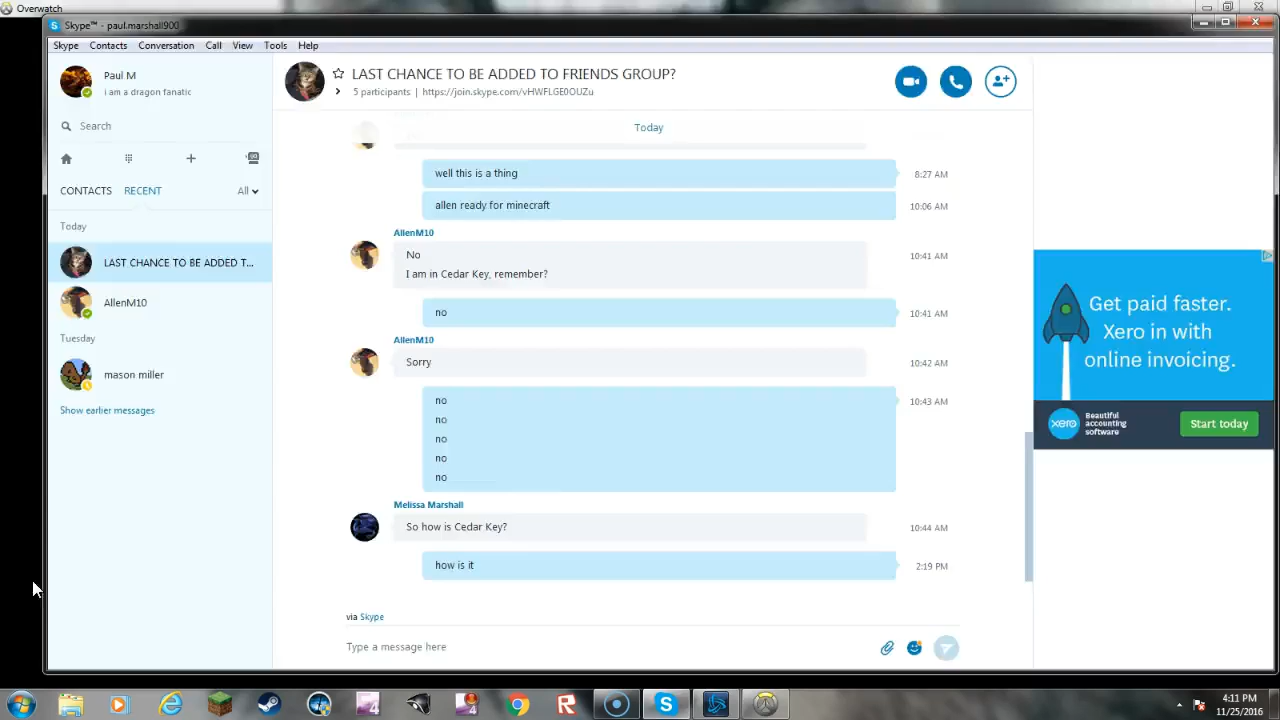 Overwatch
Skype™ - paul.marshall900
Skype Contacts Conversation Call View Tools Help
Paul M
i am a dragon fanatic
Search
CONTACTS RECENT All
Today
LAST CHANCE TO BE ADDED T...
AllenM10
Tuesday
mason miller
Show earlier messages
LAST CHANCE TO BE ADDED TO FRIENDS GROUP?
5 participants | https://join.skype.com/vHWFLGE0OUZu
Today
well this is a thing 8:27 AM
allen ready for minecraft 10:06 AM
AllenM10
No 10:41 AM
I am in Cedar Key, remember?
no 10:41 AM
AllenM10
Sorry 10:42 AM
no 10:43 AM
no
no
no
no
Melissa Marshall
So how is Cedar Key? 10:44 AM
how is it 2:19 PM
via Skype
Type a message here
Get paid faster.
Xero in with
online invoicing.
xero
Beautiful
accounting
software
Start today
4:11 PM
11/25/2016